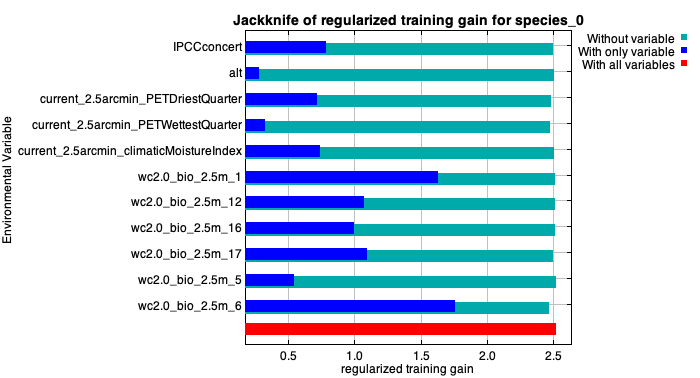 Jackknife of regularized training gain for species_0
Without variable
With only variable
With all variables
Environmental Variable
IPCCconcert
alt
current_2.5arcmin_PETDriestQuarter
current_2.5arcmin_PETWettestQuarter
current_2.5arcmin_climaticMoistureIndex
wc2.0_bio_2.5m_1
wc2.0_bio_2.5m_12
wc2.0_bio_2.5m_16
wc2.0_bio_2.5m_17
wc2.0_bio_2.5m_5
wc2.0_bio_2.5m_6
0.5 1.0 1.5 2.0 2.5
regularized training gain